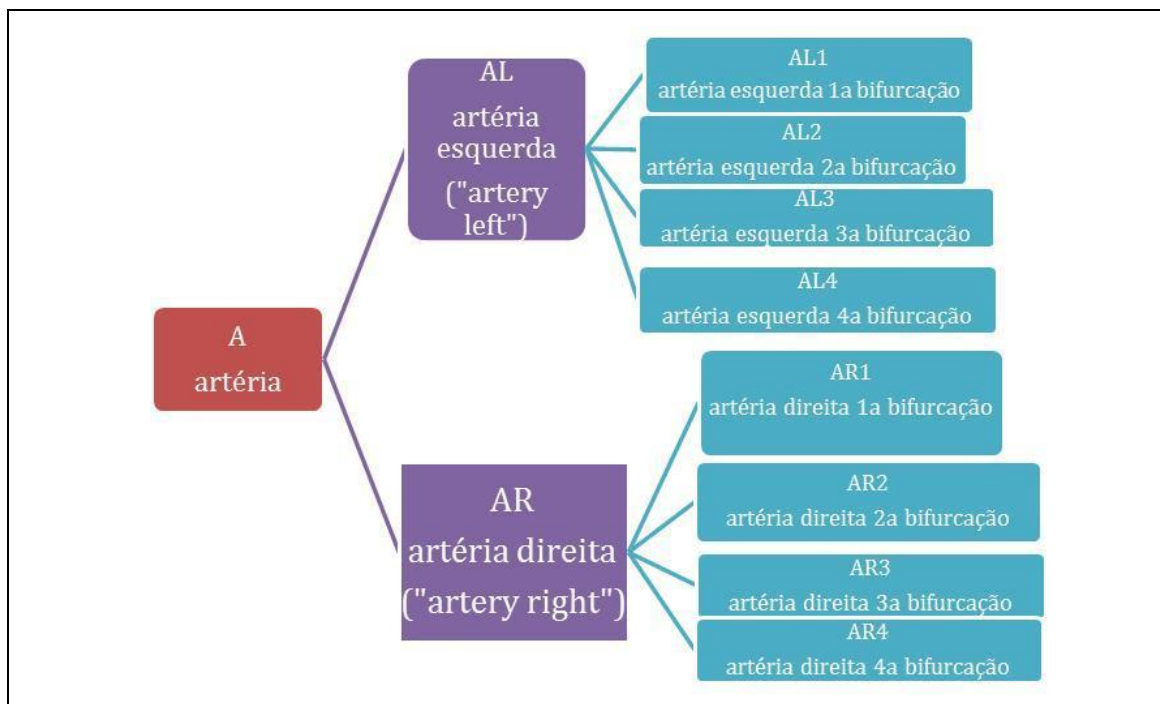 A
artéria
AL
artéria
esquerda
("artery
left")
AL1
artéria esquerda 1a bifurcação
AL2
artéria esquerda 2a bifurcação
AL3
artéria esquerda 3a bifurcação
AL4
artéria esquerda 4a bifurcação
AR
artéria direita
("artery right")
AR1
artéria direita 1a bifurcação
AR2
artéria direita 2a bifurcação
AR3
artéria direita 3a bifurcação
AR4
artéria direita 4a bifurcação